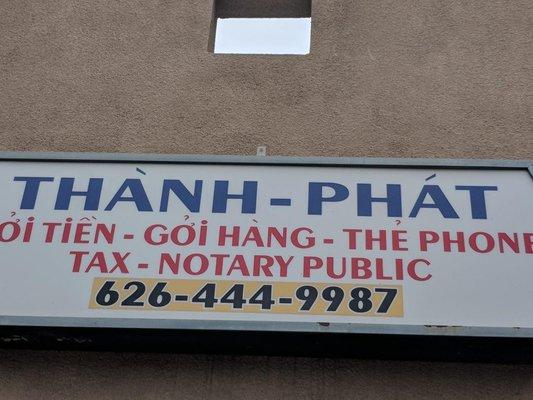 THÀNH - PHÁT
ỞI TIỀN - GỞI HÀNG - THẺ PHONE
TAX - NOTARY PUBLIC
626-444-9987